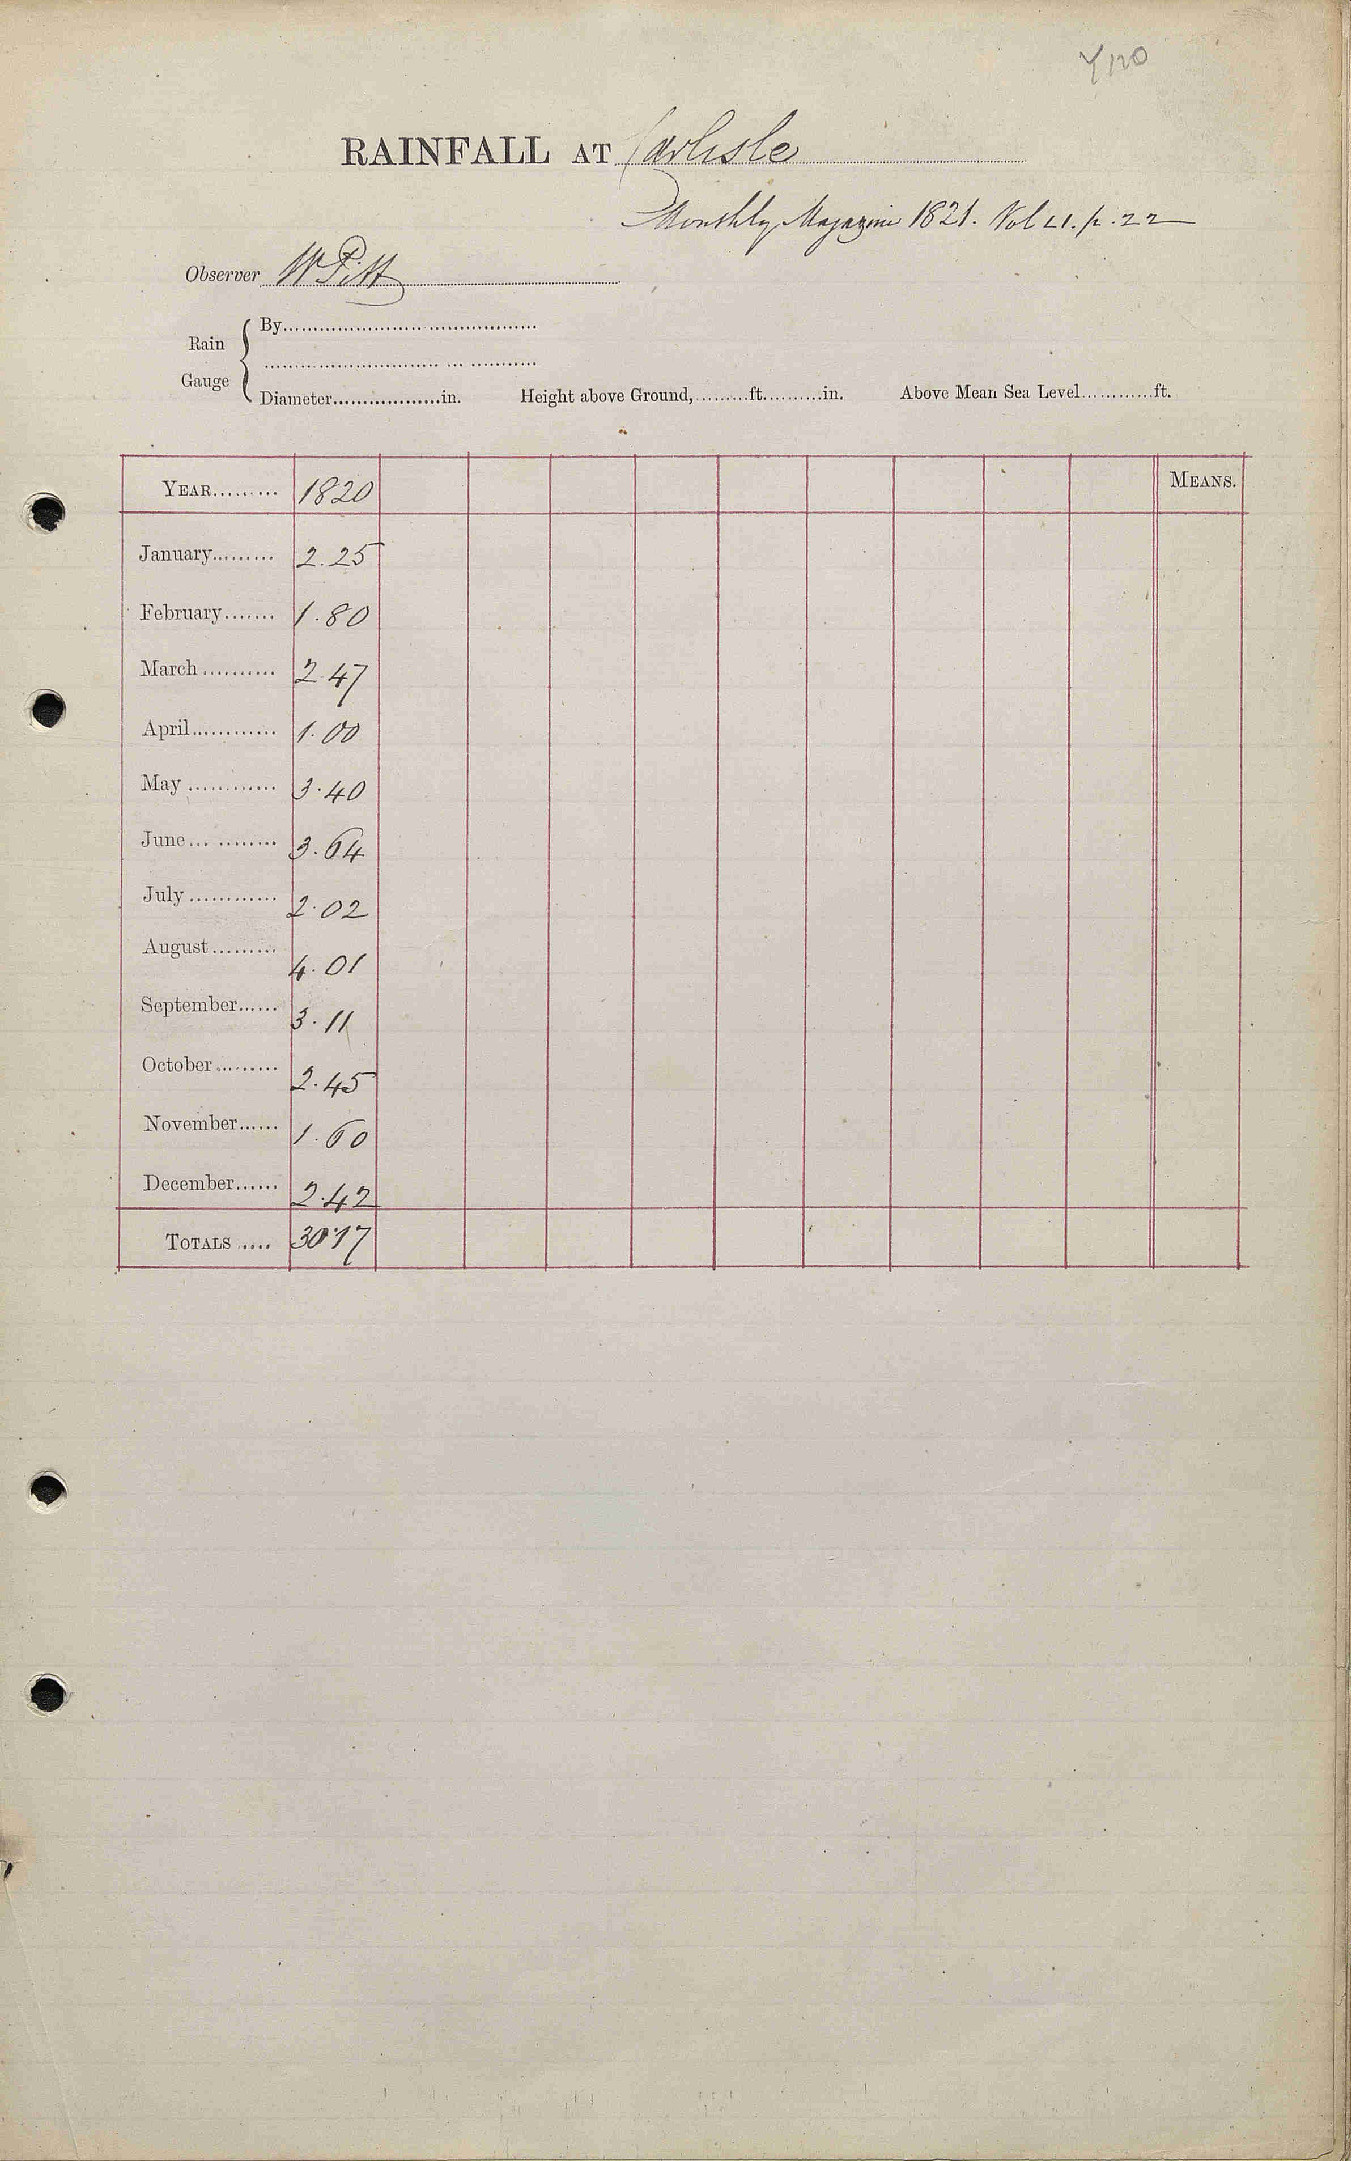 RAINFALL AT Carlisle
Monthly Magazine 1821. Vol p. 22
Observer W Pitt
Rain
Gauge
By
Diameter in. Height above Ground, ft. in. Above Mean Sea Level ft.
YEAR 1820 MEANS.
January 2.25
February 1.80
March 2.47
April 1.00
May 3.40
June 3.64
July 2.02
August 4.01
September 3.11
October 2.45
November 1.60
December 2.42
TOTALS 30.17